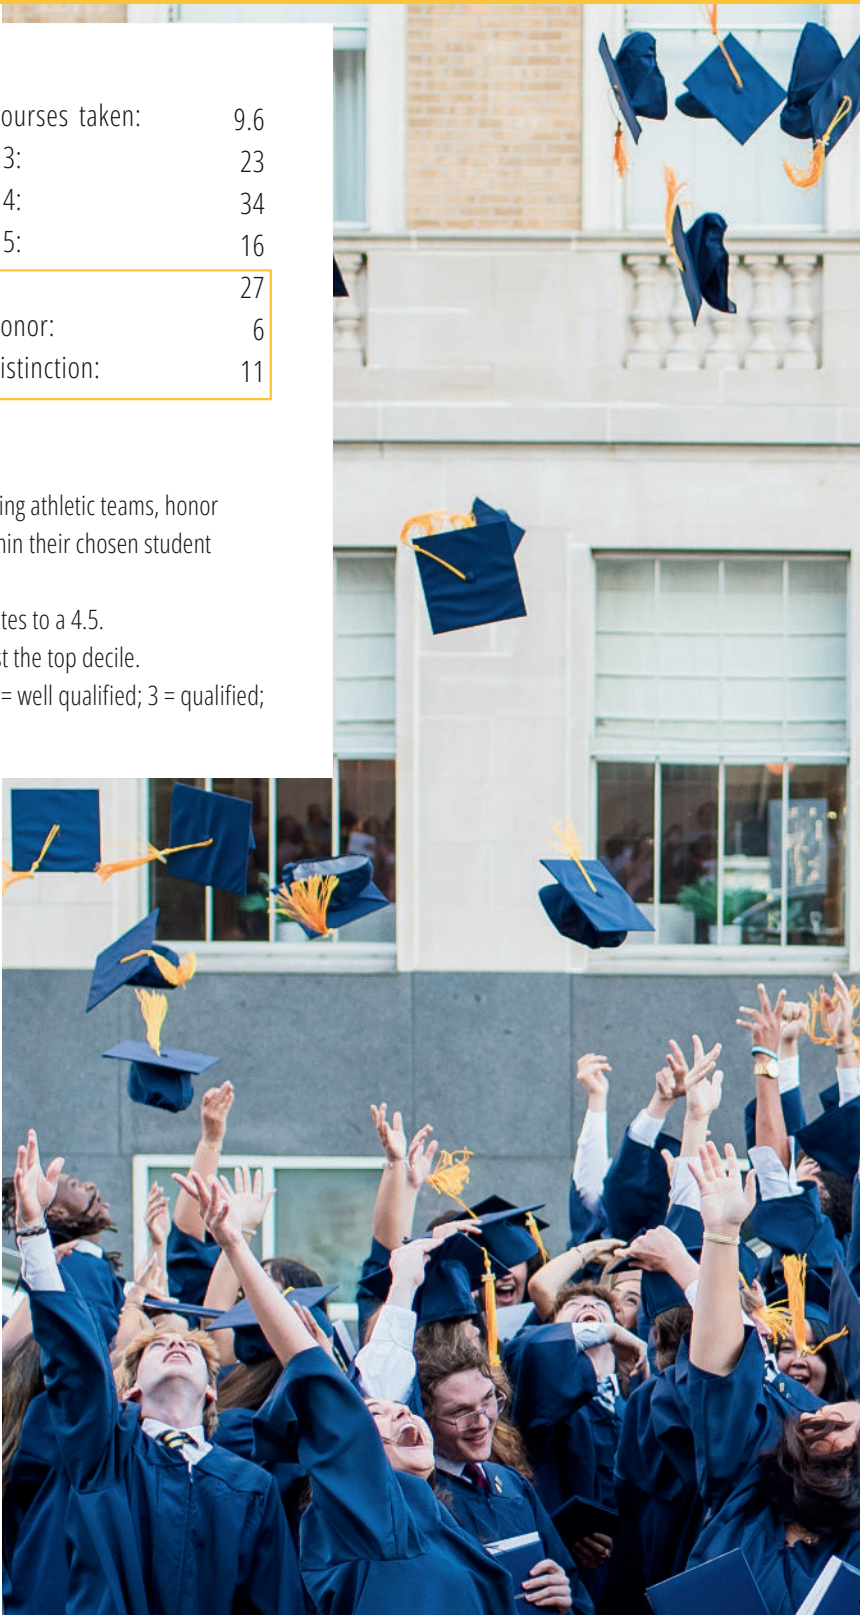 ourses taken: 9.6
3: 23
4: 34
5: 16
27
onor: 6
istinction: 11
ing athletic teams, honor
hin their chosen student
tes to a 4.5.
st the top decile.
= well qualified; 3 = qualified;